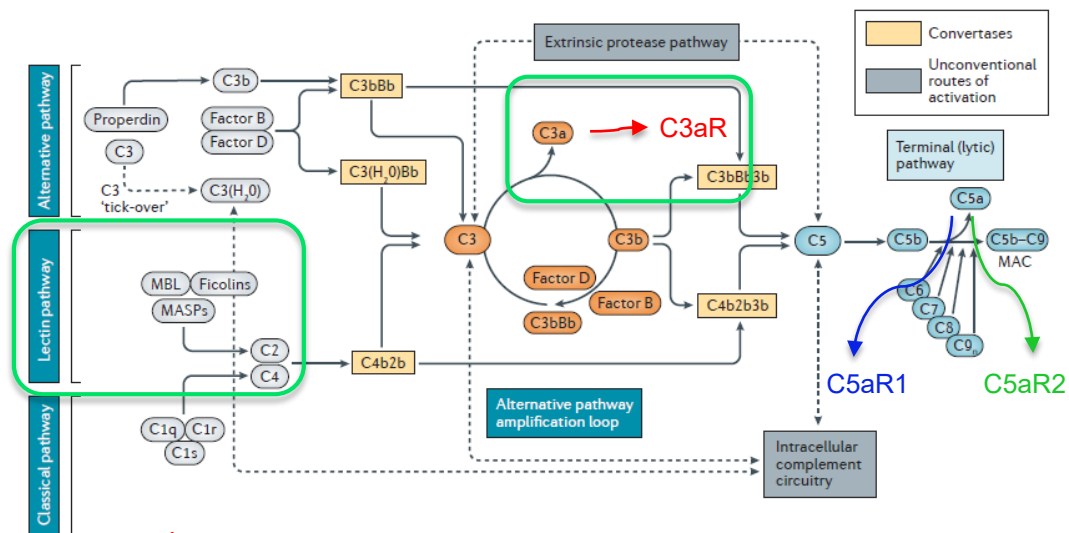 Extrinsic protease pathway
Convertases
Unconventional
routes of
activation
Alternative pathway
C3b
C3bBb
Properdin
Factor B
Factor D
C3
C3(H20)Bb
C3
'tick-over'
C3(H20)
C3a
C3aR
C3bBb3b
Terminal (lytic)
pathway
C5a
C3
C3b
C5
C5b
C5b–C9
MAC
Factor D
Factor B
C3bBb
C4b2b3b
C6
C7
C8
C9n
C5aR1
C5aR2
Lectin pathway
MBL
Ficolins
MASPs
C2
C4
C4b2b
Alternative pathway
amplification loop
Classical pathway
C1q
C1r
C1s
Intracellular
complement
circuitry